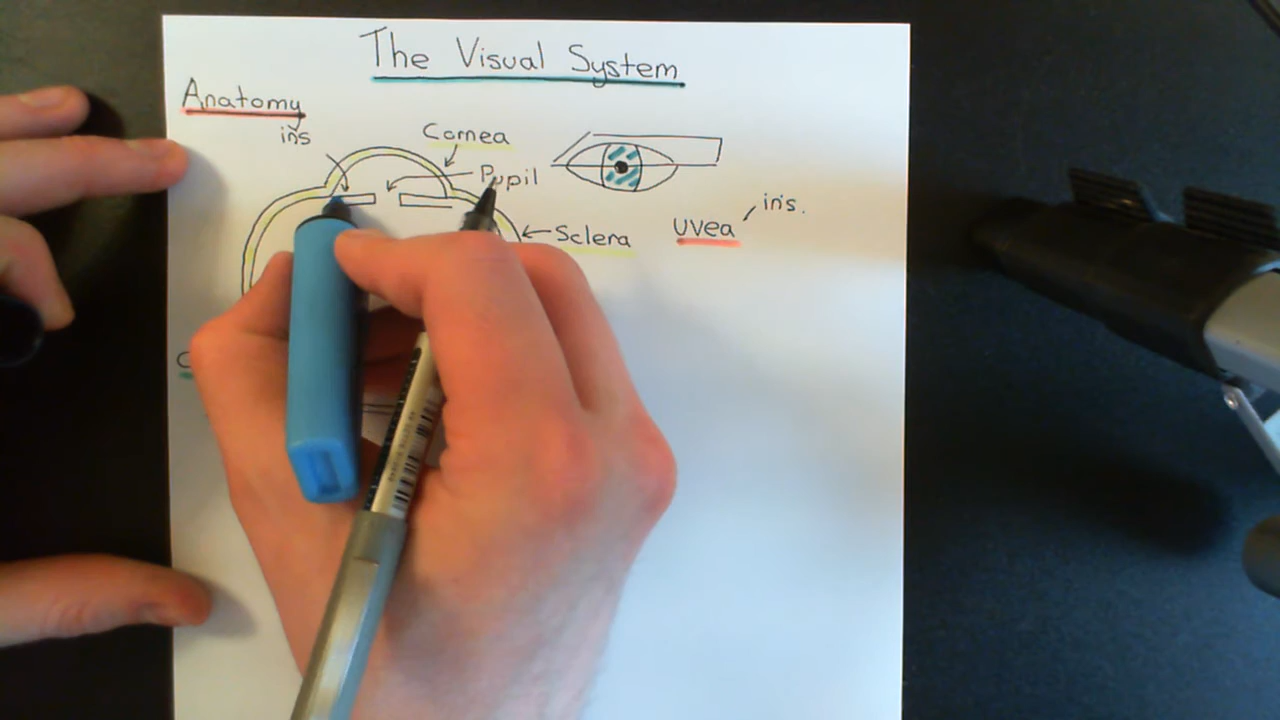 The Visual System
Anatomy
iris
Cornea
Pupil
Sclera
uvea
iris.